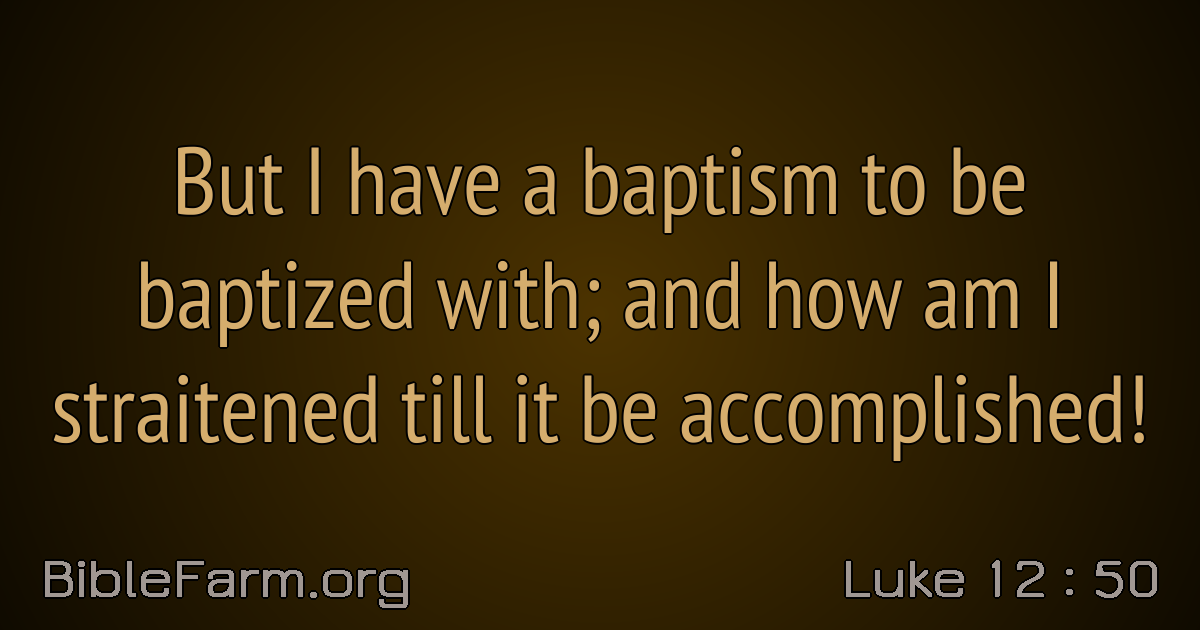 But I have a baptism to be
baptized with; and how am I
straitened till it be accomplished!
BibleFarm.org
Luke 12 : 50